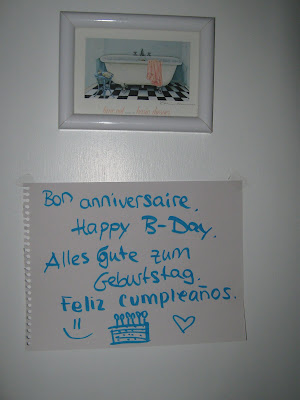 Bon anniversaire.
Happy B-Day.
Alles Gute zum
Geburtstag.
Feliz cumpleaños.